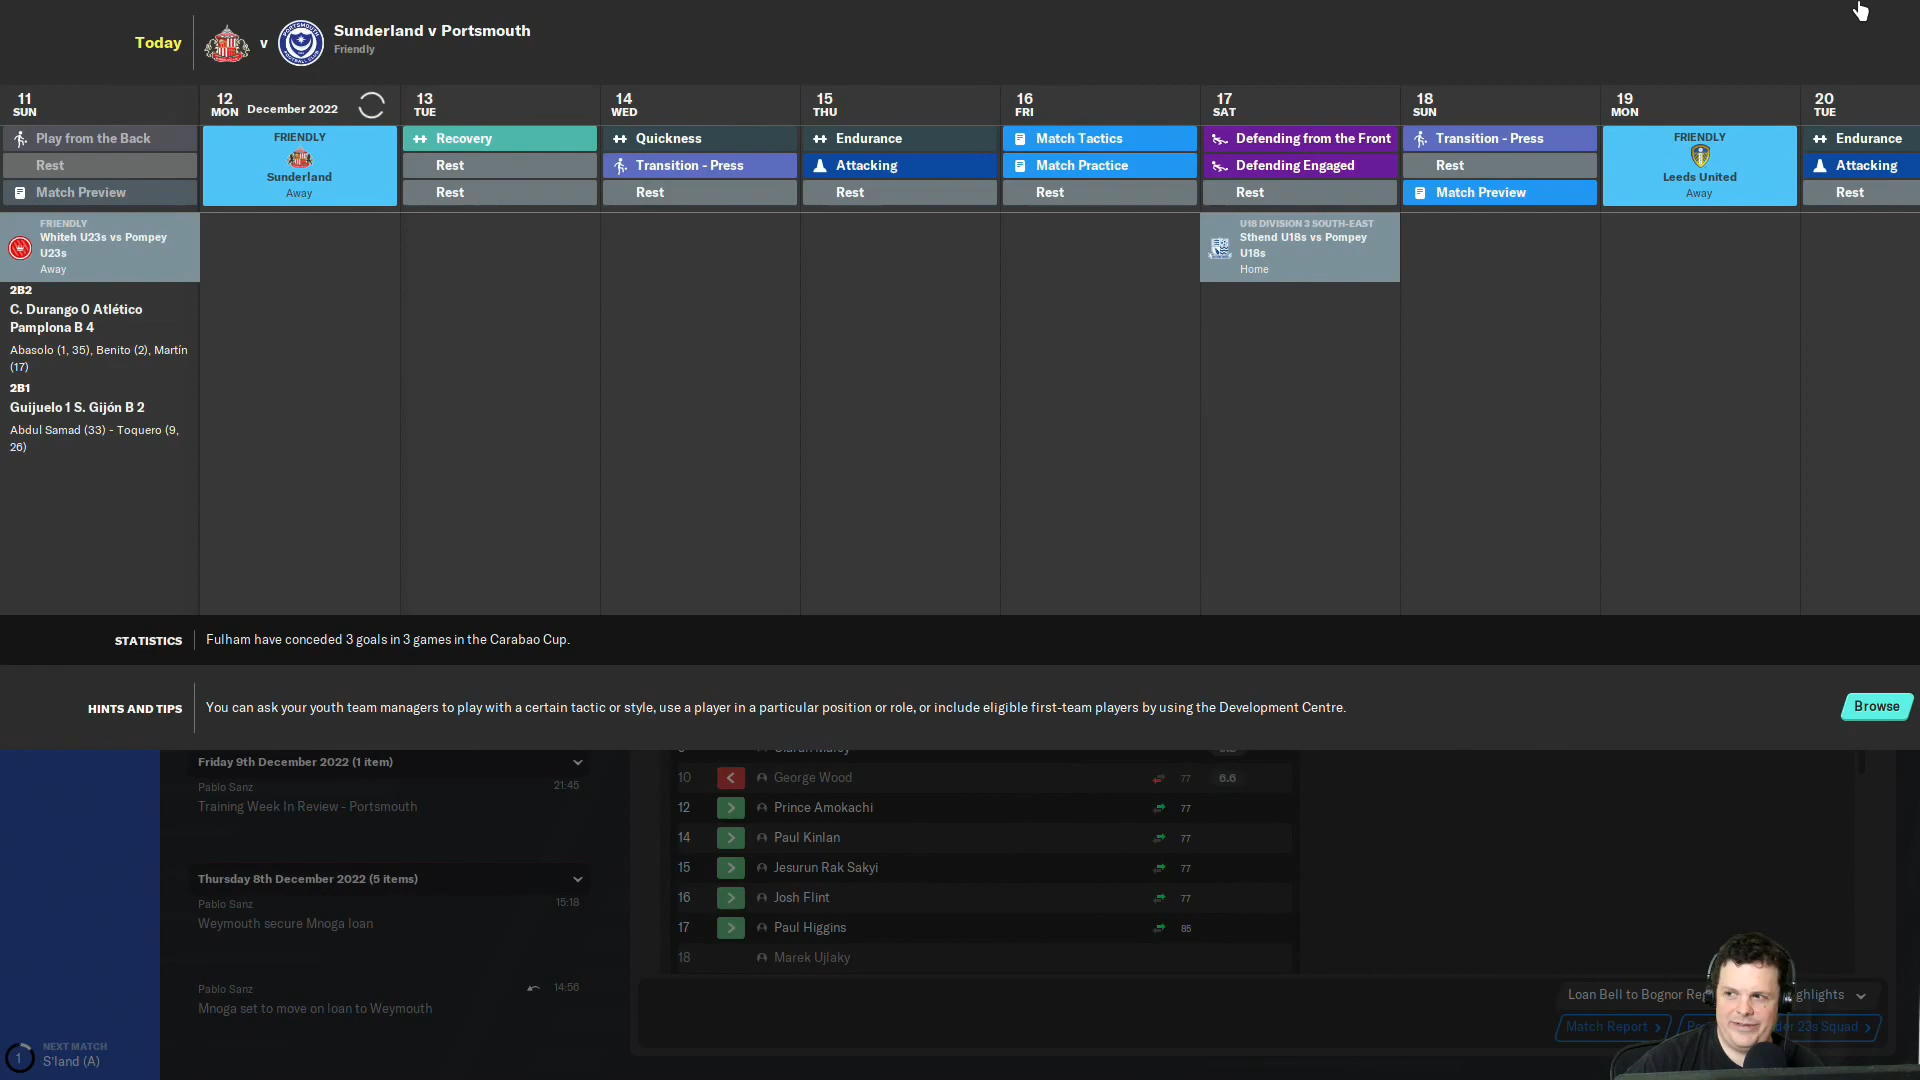 Today
v
Sunderland v Portsmouth
Friendly
11
SUN
12
MON December 2022
13
TUE
14
WED
15
THU
16
FRI
17
SAT
18
SUN
19
MON
20
TUE
Play from the Back
Rest
Match Preview
FRIENDLY
Sunderland
Away
Recovery
Rest
Rest
Quickness
Transition - Press
Rest
Endurance
Attacking
Rest
Match Tactics
Match Practice
Rest
Defending from the Front
Defending Engaged
Rest
Transition - Press
Rest
Match Preview
FRIENDLY
Leeds United
Away
Endurance
Attacking
Rest
FRIENDLY
Whiteh U23s vs Pompey
U23s
Away
2B2
C. Durango 0 Atlético
Pamplona B 4
Abasolo (1, 35), Benito (2), Martín
(17)
2B1
Guijuelo 1 S. Gijón B 2
Abdul Samad (33) - Toquero (9,
26)
U18 DIVISION 3 SOUTH-EAST
Sthend U18s vs Pompey
U18s
Home
STATISTICS
Fulham have conceded 3 goals in 3 games in the Carabao Cup.
HINTS AND TIPS
You can ask your youth team managers to play with a certain tactic or style, use a player in a particular position or role, or include eligible first-team players by using the Development Centre.
Browse
Friday 9th December 2022 (1 item)
Pablo Sanz
21:45
Training Week In Review - Portsmouth
Thursday 8th December 2022 (5 items)
Pablo Sanz
15:18
Weymouth secure Mnoga loan
Pablo Sanz
14:56
Mnoga set to move on loan to Weymouth
10 George Wood 77 6.6
12 Prince Amokachi 77
14 Paul Kinlan 77
15 Jesurun Rak Sakyi 77
16 Josh Flint 77
17 Paul Higgins 85
18 Marek Ujlaky
Loan Bell to Bognor
Match Report
23s Squad
1
NEXT MATCH
S'land (A)